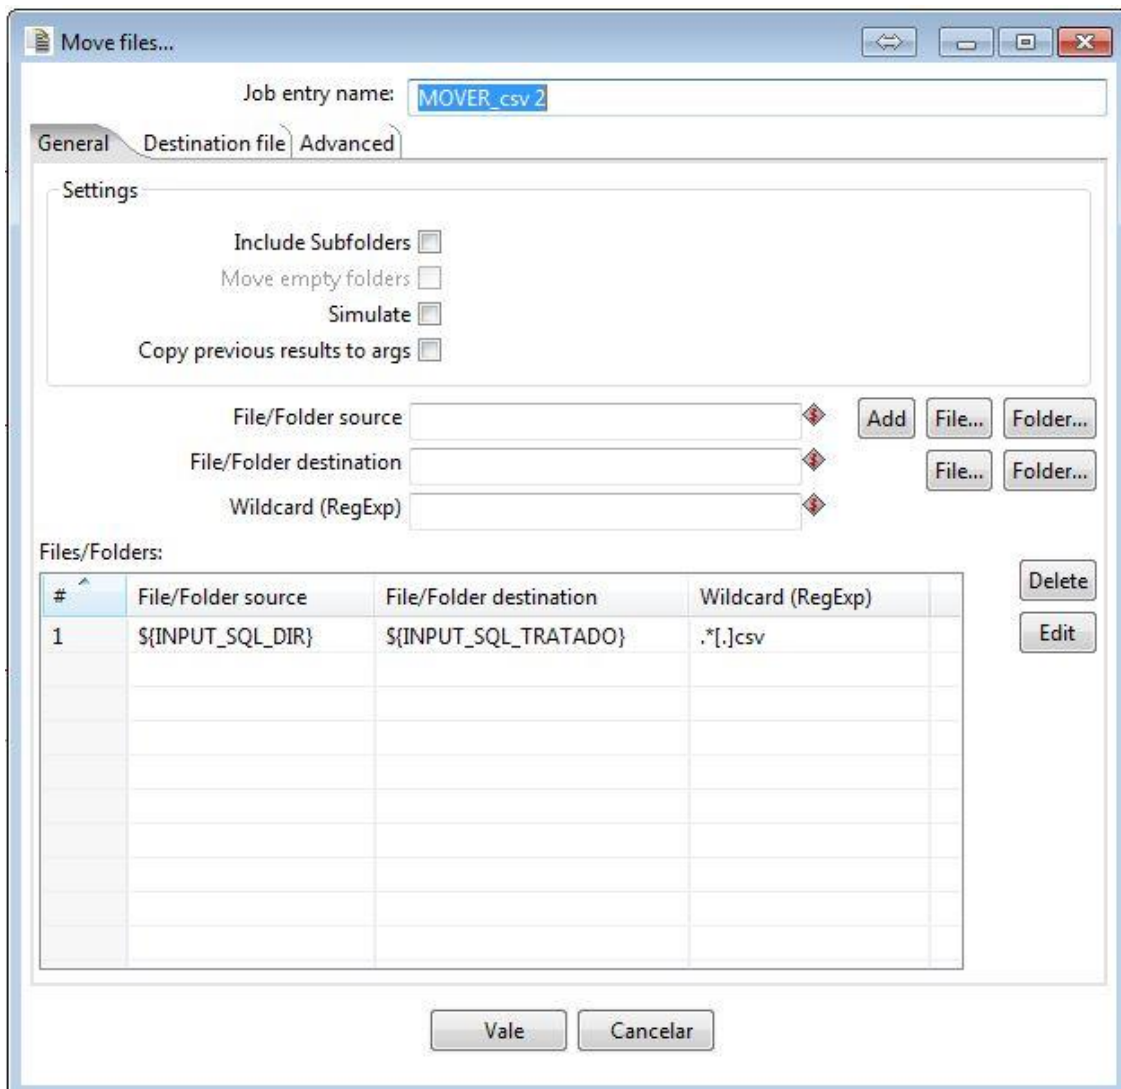 Move files...
Job entry name: MOVER_csv 2
General Destination file Advanced
Settings
Include Subfolders
Move empty folders
Simulate
Copy previous results to args
File/Folder source Add File... Folder...
File/Folder destination File... Folder...
Wildcard (RegExp)
Files/Folders:
# File/Folder source File/Folder destination Wildcard (RegExp) Delete
1 ${INPUT_SQL_DIR} ${INPUT_SQL_TRATADO} .*[.]csv Edit
Vale Cancelar